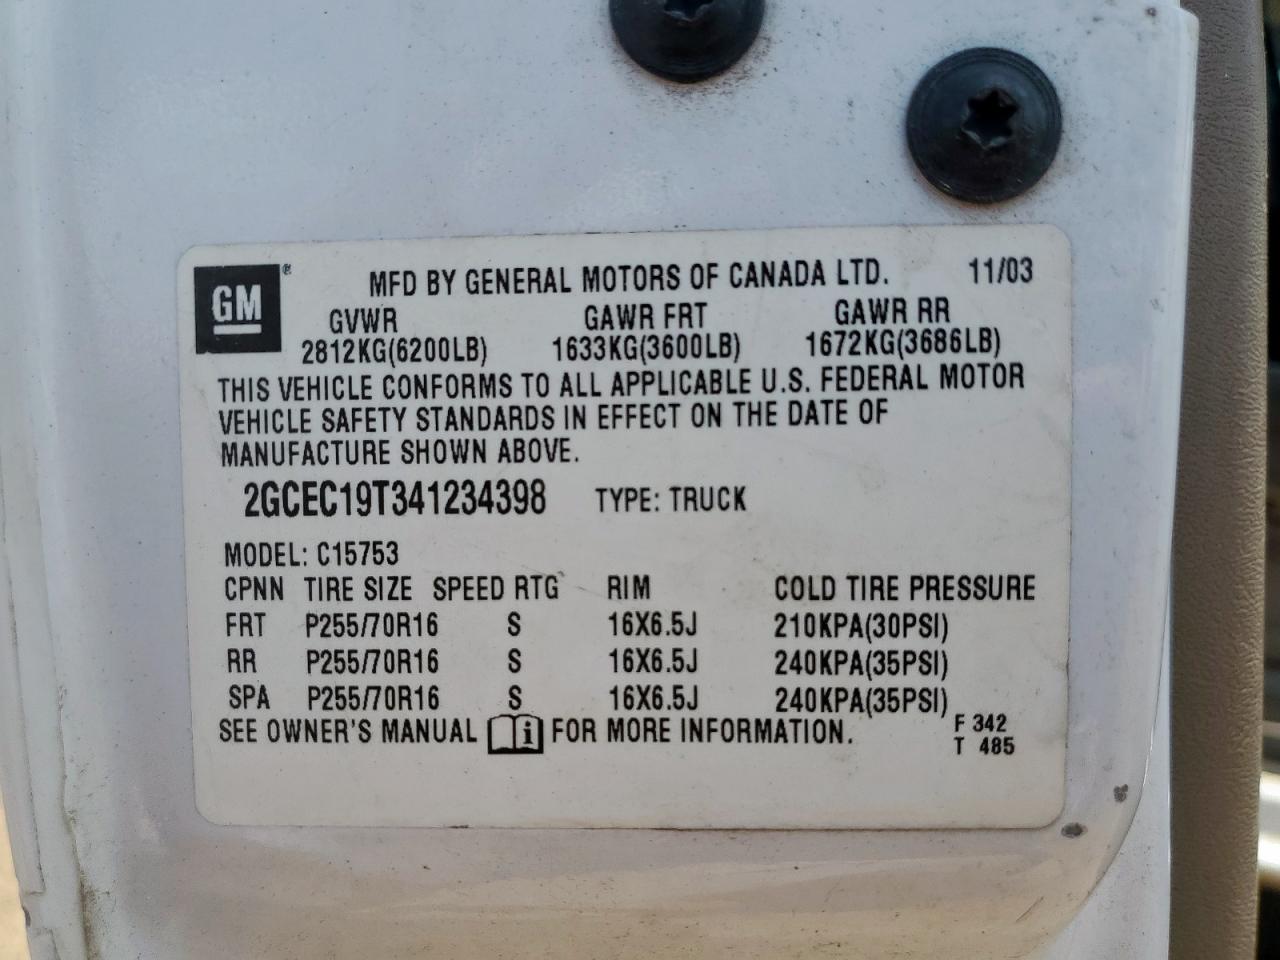 GM®
MFD BY GENERAL MOTORS OF CANADA LTD. 11/03
GVWR GAWR FRT GAWR RR
2812KG(6200LB) 1633KG(3600LB) 1672KG(3686LB)
THIS VEHICLE CONFORMS TO ALL APPLICABLE U.S. FEDERAL MOTOR
VEHICLE SAFETY STANDARDS IN EFFECT ON THE DATE OF
MANUFACTURE SHOWN ABOVE.
2GCEC19T341234398 TYPE: TRUCK
MODEL: C15753
CPNN TIRE SIZE SPEED RTG RIM COLD TIRE PRESSURE
FRT P255/70R16 S 16X6.5J 210KPA(30PSI)
RR P255/70R16 S 16X6.5J 240KPA(35PSI)
SPA P255/70R16 S 16X6.5J 240KPA(35PSI)
SEE OWNER'S MANUAL i FOR MORE INFORMATION.
F 342
T 485